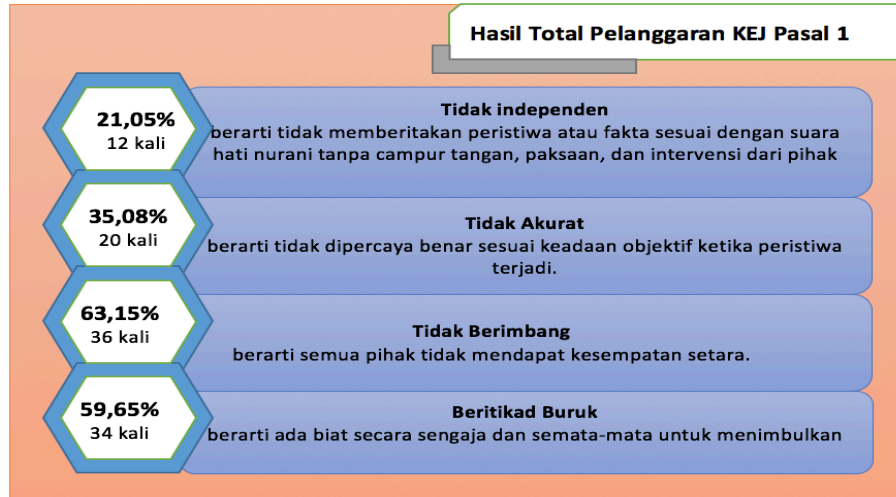 Hasil Total Pelanggaran KEJ Pasal 1
21,05%
12 kali
Tidak independen
berarti tidak memberitakan peristiwa atau fakta sesuai dengan suara
hati nurani tanpa campur tangan, paksaan, dan intervensi dari pihak
35,08%
20 kali
Tidak Akurat
berarti tidak dipercaya benar sesuai keadaan objektif ketika peristiwa
terjadi.
63,15%
36 kali
Tidak Berimbang
berarti semua pihak tidak mendapat kesempatan setara.
59,65%
34 kali
Beritikad Buruk
berarti ada biat secara sengaja dan semata-mata untuk menimbulkan